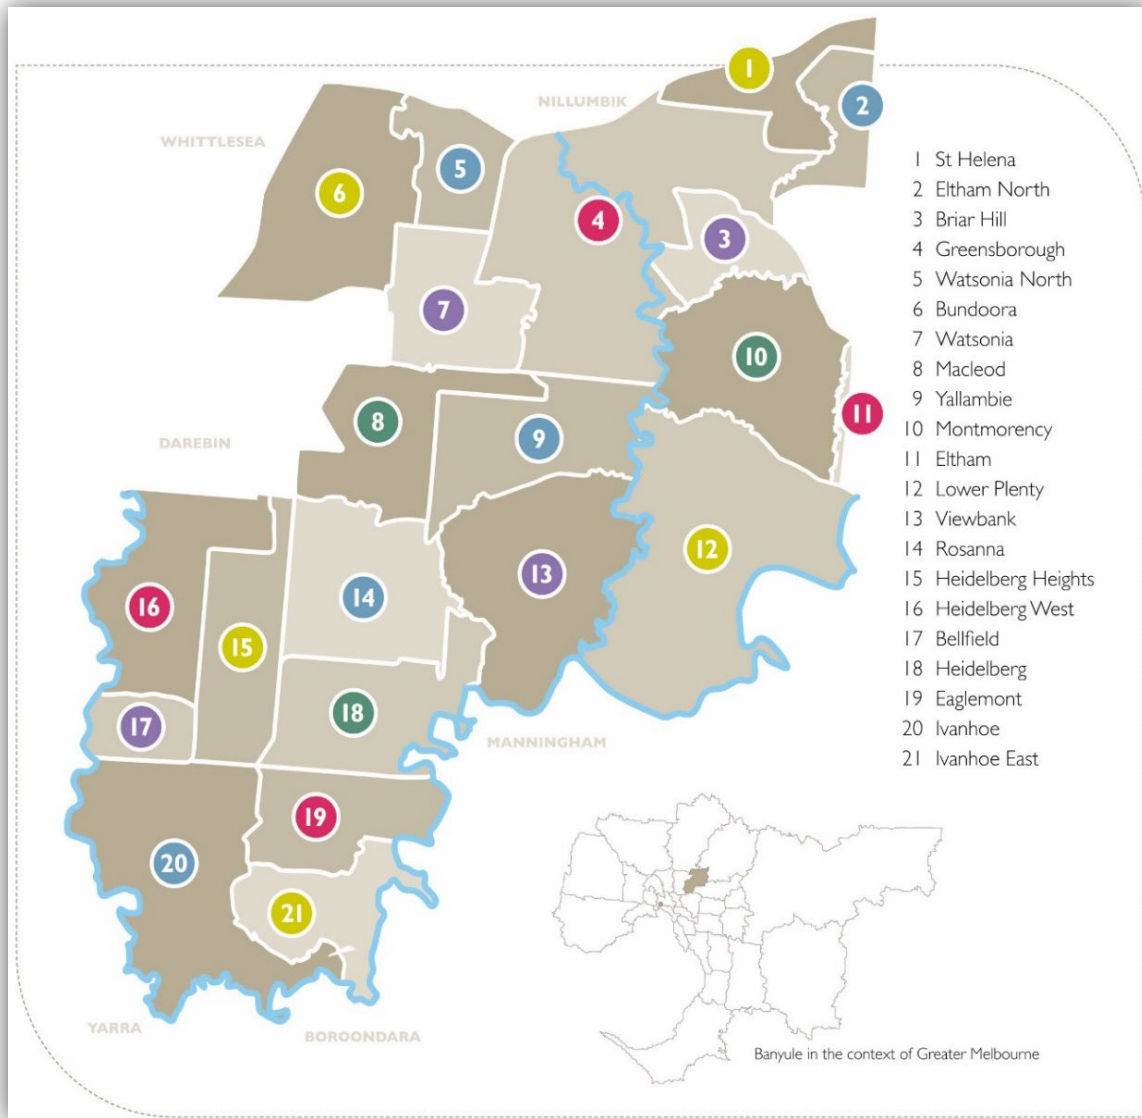 NILLUMBIK
WHITTLESEA
DAREBIN
MANNINGHAM
YARRA
BOROONDARA
1
2
3
4
5
6
7
8
9
10
11
12
13
14
15
16
17
18
19
20
21
1 St Helena
2 Eltham North
3 Briar Hill
4 Greensborough
5 Watsonia North
6 Bundoora
7 Watsonia
8 Macleod
9 Yallambie
10 Montmorency
11 Eltham
12 Lower Plenty
13 Viewbank
14 Rosanna
15 Heidelberg Heights
16 Heidelberg West
17 Bellfield
18 Heidelberg
19 Eaglemont
20 Ivanhoe
21 Ivanhoe East
Banyule in the context of Greater Melbourne